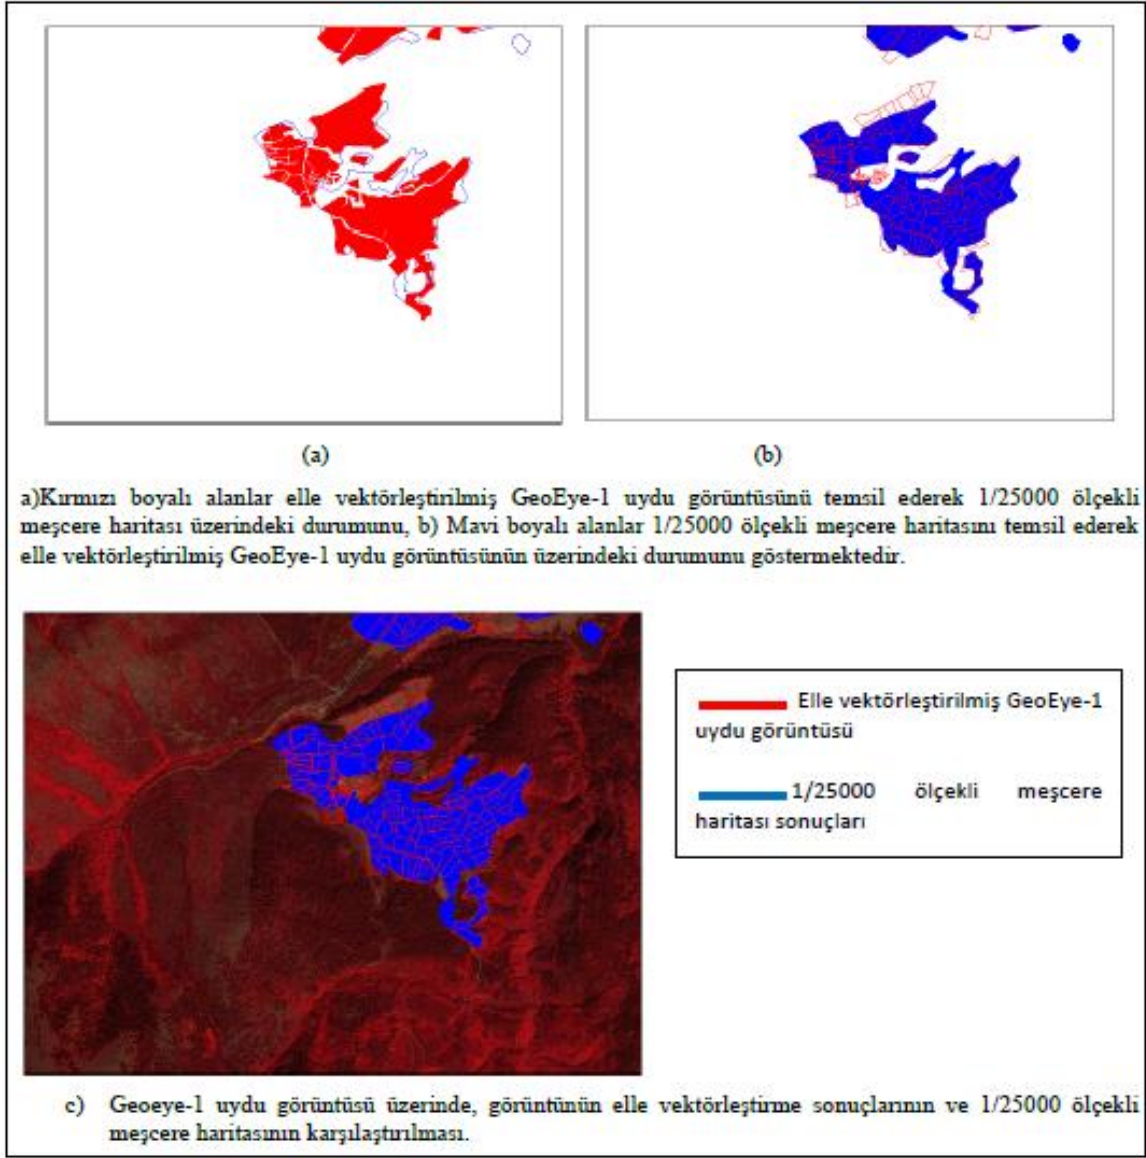 (a)
(b)
a)Kırmızı boyalı alanlar elle vektörleştirilmiş GeoEye-1 uydu görüntüsünü temsil ederek 1/25000 ölçekli
meşcere haritası üzerindeki durumunu, b) Mavi boyalı alanlar 1/25000 ölçekli meşcere haritasını temsil ederek
elle vektörleştirilmiş GeoEye-1 uydu görüntüsünün üzerindeki durumunu göstermektedir.
Elle vektörleştirilmiş GeoEye-1
uydu görüntüsü
1/25000 ölçekli meşcere
haritası sonuçları
c) Geoeye-1 uydu görüntüsü üzerinde, görüntünün elle vektörleştirme sonuçlarının ve 1/25000 ölçekli
meşcere haritasının karşılaştırılması.